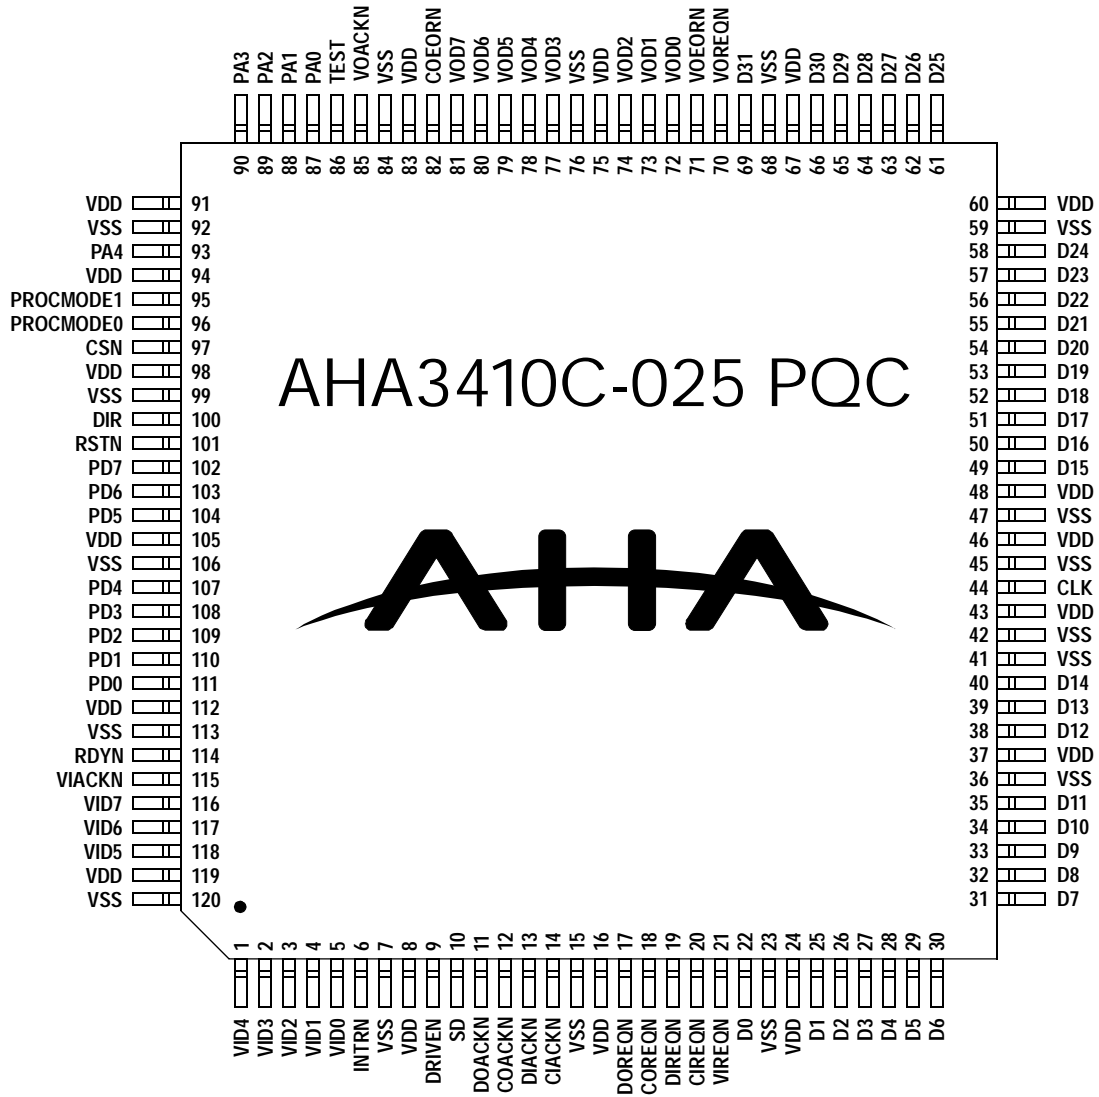 PA3 PA2 PA1 PA0 TEST VOACKN VSS VDD COEORN VOD7 VOD6 VOD5 VOD4 VOD3 VSS VDD VOD2 VOD1 VOD0 VOEORN VOREQN D31 VSS VDD D30 D29 D28 D27 D26 D25
90 89 88 87 86 85 84 83 82 81 80 79 78 77 76 75 74 73 72 71 70 69 68 67 66 65 64 63 62 61
VDD 91 60 VDD
VSS 92 59 VSS
PA4 93 58 D24
VDD 94 57 D23
PROCMODE1 95 56 D22
PROCMODE0 96 55 D21
CSN 97 54 D20
VDD 98 53 D19
AHA3410C-025 PQC
VSS 99 52 D18
DIR 100 51 D17
RSTN 101 50 D16
PD7 102 49 D15
PD6 103 48 VDD
PD5 104 47 VSS
VDD 105 46 VDD
VSS 106 45 VSS
AHA
PD4 107 44 CLK
PD3 108 43 VDD
PD2 109 42 VSS
PD1 110 41 VSS
PD0 111 40 D14
VDD 112 39 D13
VSS 113 38 D12
RDYN 114 37 VDD
VIACKN 115 36 VSS
VID7 116 35 D11
VID6 117 34 D10
VID5 118 33 D9
VDD 119 32 D8
VSS 120 31 D7
1 2 3 4 5 6 7 8 9 10 11 12 13 14 15 16 17 18 19 20 21 22 23 24 25 26 27 28 29 30
VID4 VID3 VID2 VID1 VID0 INTRN VSS VDD DRIVEN SD DOACKN COACKN DIACKN CIACKN VSS VDD DOREQN COREQN DIREQN CIREQN VIREQN D0 VSS VDD D1 D2 D3 D4 D5 D6